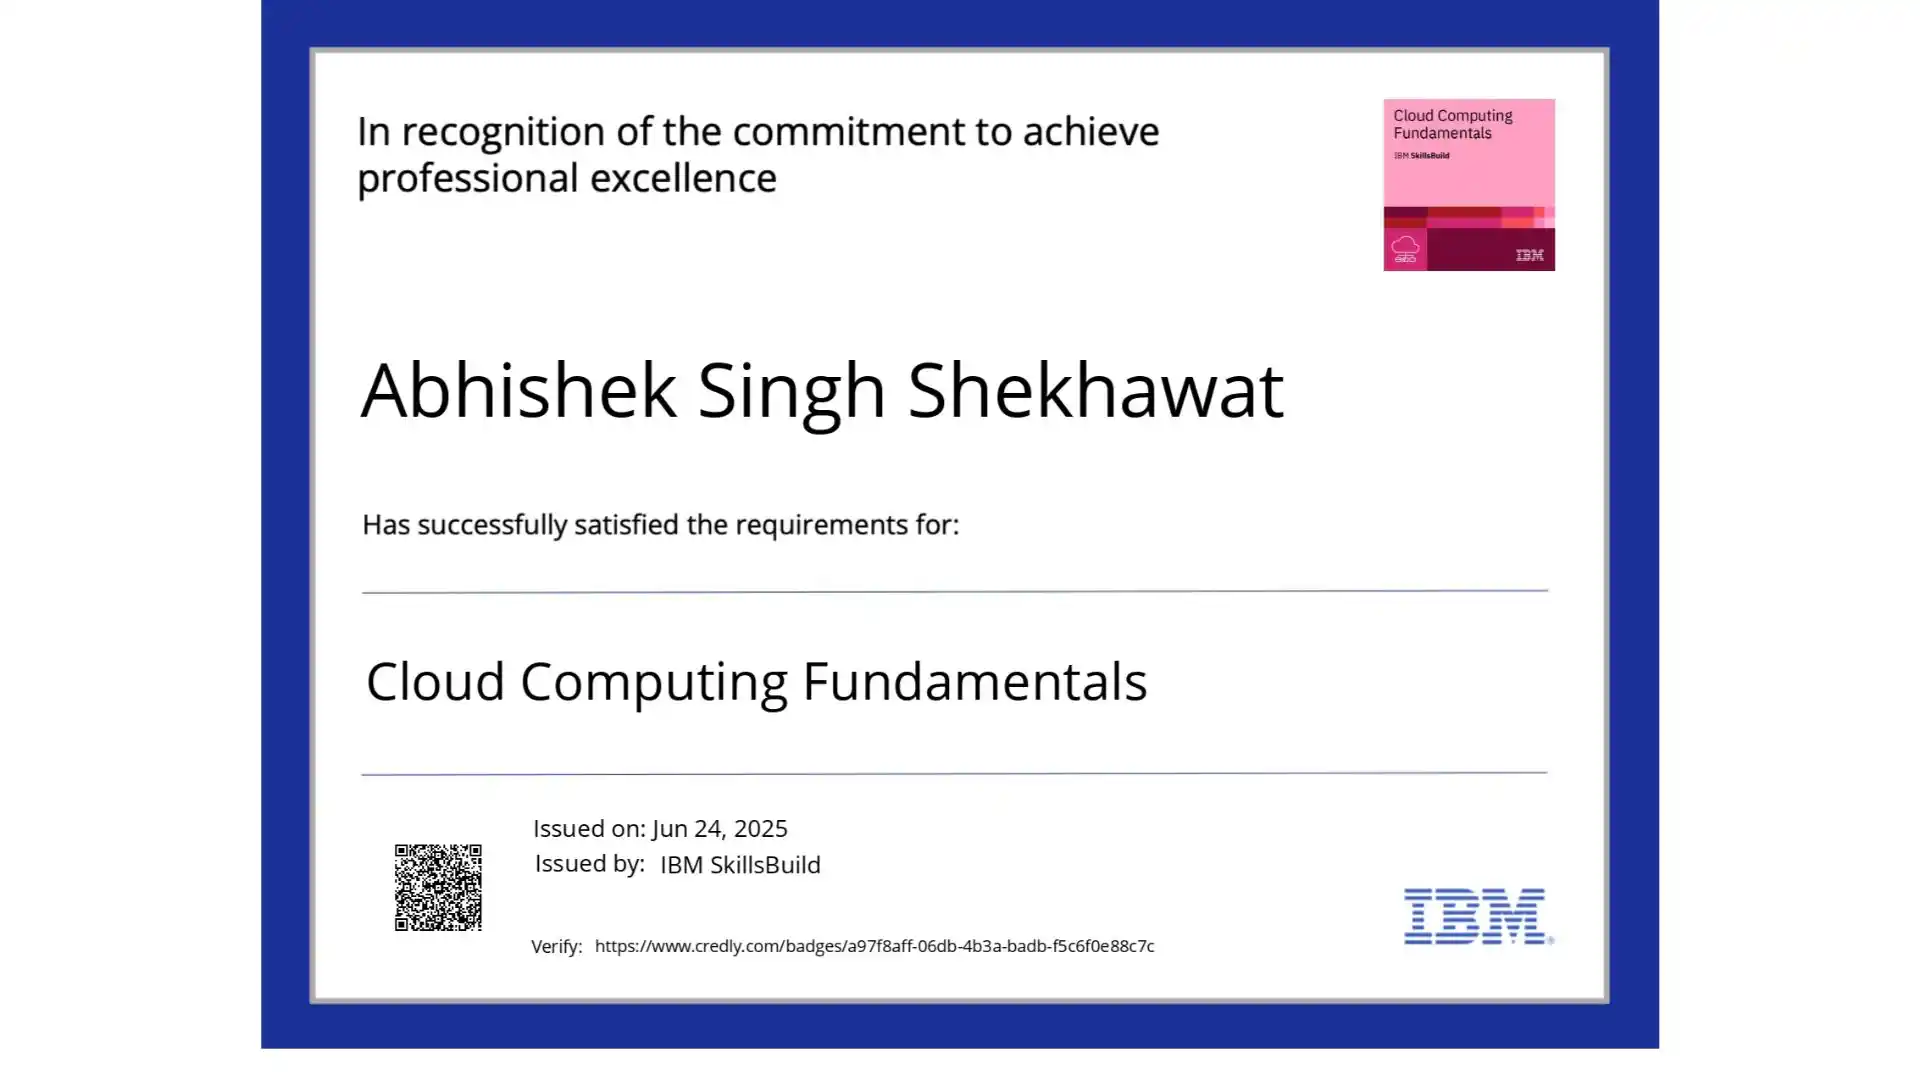 In recognition of the commitment to achieve
professional excellence
Cloud Computing
Fundamentals
IBM SkillsBuild
IBM
Abhishek Singh Shekhawat
Has successfully satisfied the requirements for:
Cloud Computing Fundamentals
Issued on: Jun 24, 2025
Issued by: IBM SkillsBuild
Verify: https://www.credly.com/badges/a97f8aff-06db-4b3a-badb-f5c6f0e88c7c
IBM®